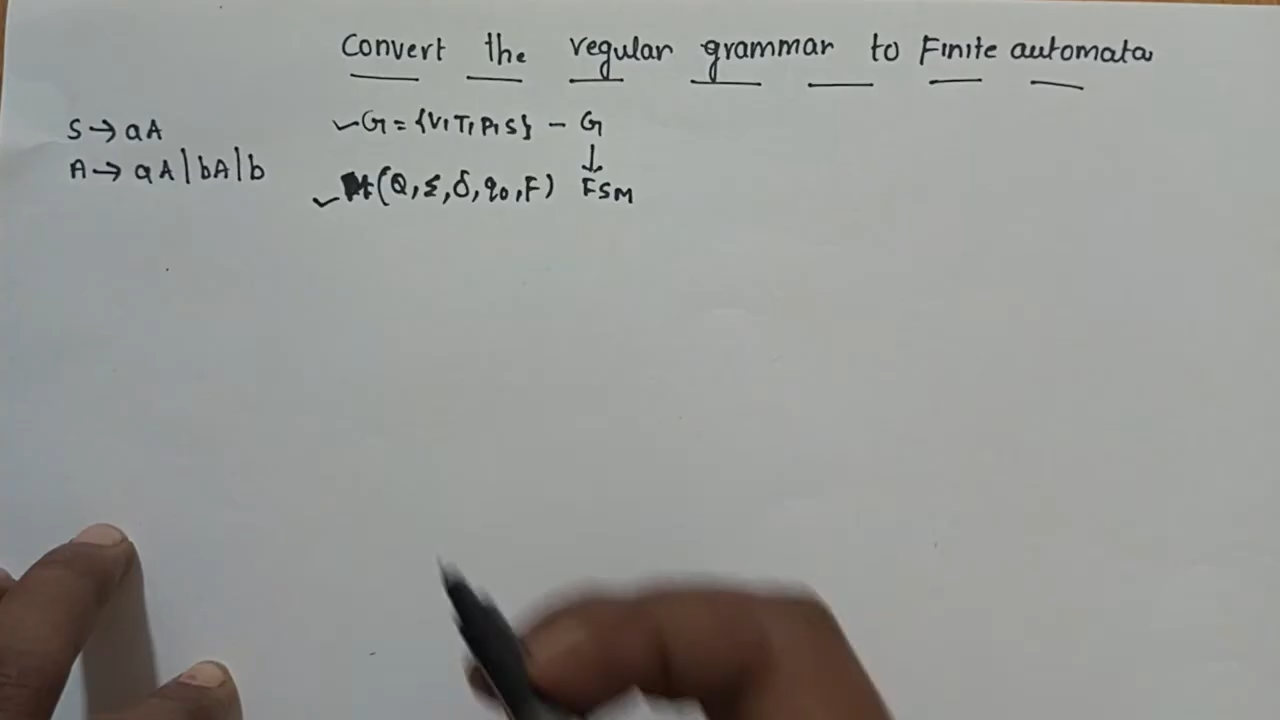 Convert the regular grammar to Finite automata
S → aA
A → aA | bA | b
✓ G = {V, T, P, S} - G
↓
✓ M (Q, Σ, δ, q0, F) FSM